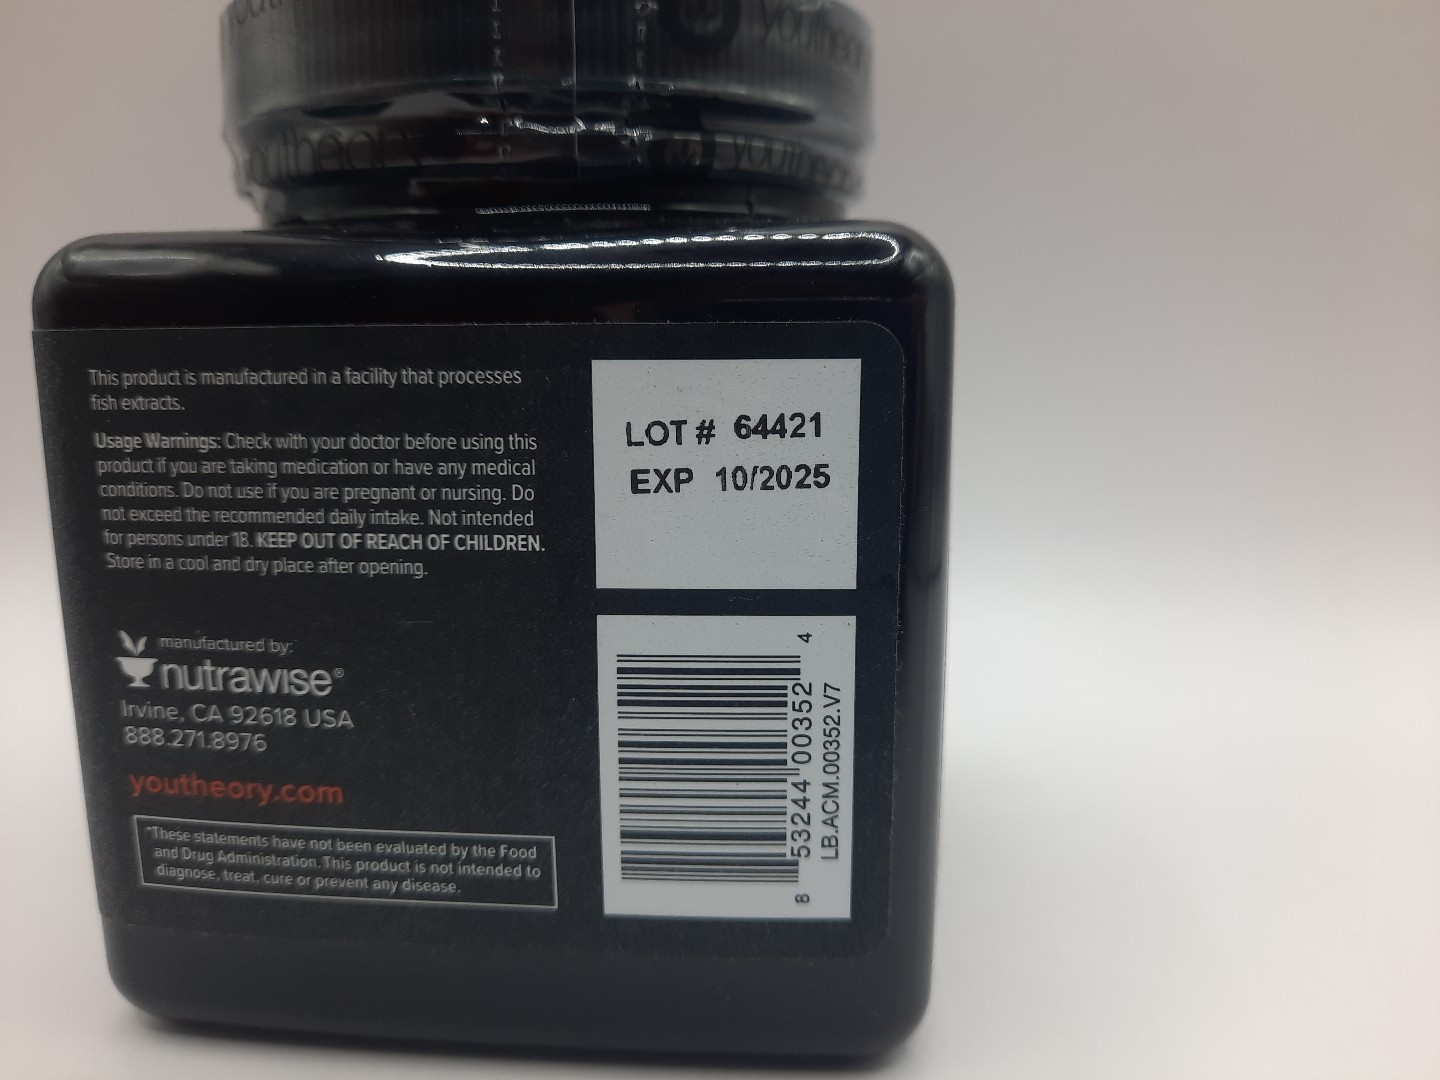 youtheory
youtheory
youtheory
This product is manufactured in a facility that processes
fish extracts.
Usage Warnings: Check with your doctor before using this
product if you are taking medication or have any medical
conditions. Do not use if you are pregnant or nursing. Do
not exceed the recommended daily intake. Not intended
for persons under 18. KEEP OUT OF REACH OF CHILDREN.
Store in a cool and dry place after opening.
manufactured by:
nutrawise®
Irvine, CA 92618 USA
888.271.8976
youtheory.com
*These statements have not been evaluated by the Food
and Drug Administration. This product is not intended to
diagnose, treat, cure or prevent any disease.
LOT # 64421
EXP 10/2025
8 53244 00352 4
LB.ACM.00352.V7